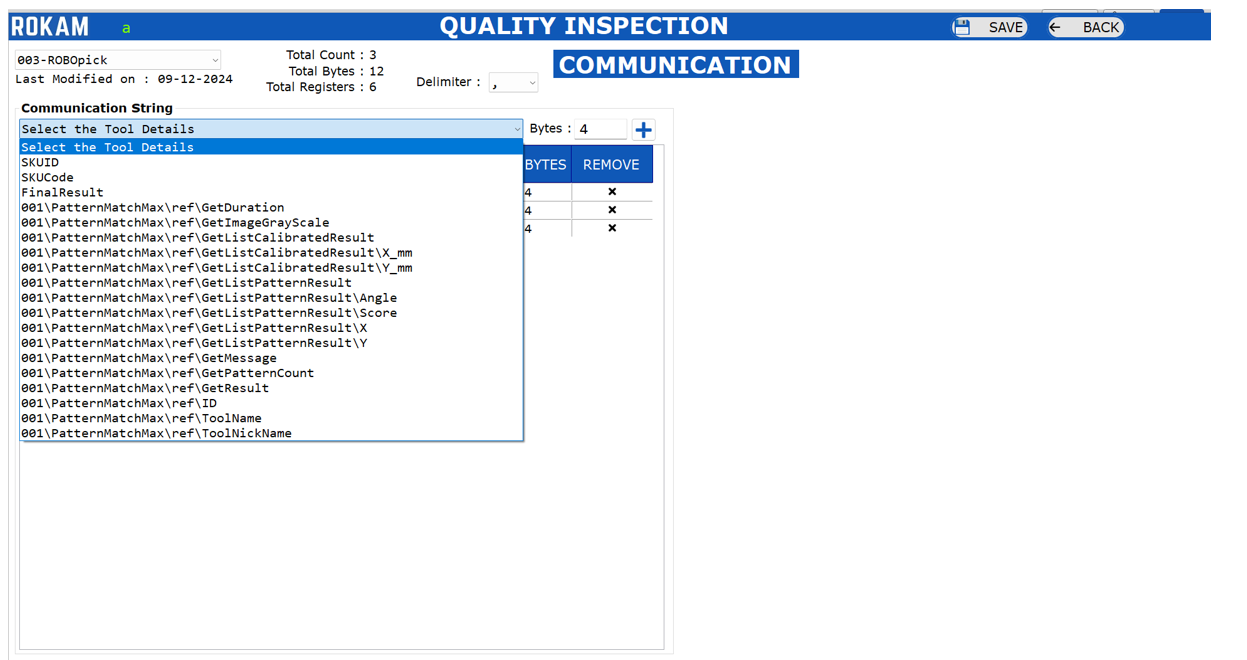 ROKAM a QUALITY INSPECTION SAVE BACK
003-ROBOpick
Last Modified on : 09-12-2024
Total Count : 3
Total Bytes : 12
Total Registers : 6
Delimiter : ,
COMMUNICATION
Communication String
Select the Tool Details Bytes : 4
Select the Tool Details
SKUID
SKUCode
FinalResult
001\PatternMatchMax\ref\GetDuration
001\PatternMatchMax\ref\GetImageGrayScale
001\PatternMatchMax\ref\GetListCalibratedResult
001\PatternMatchMax\ref\GetListCalibratedResult\X_mm
001\PatternMatchMax\ref\GetListCalibratedResult\Y_mm
001\PatternMatchMax\ref\GetListPatternResult
001\PatternMatchMax\ref\GetListPatternResult\Angle
001\PatternMatchMax\ref\GetListPatternResult\Score
001\PatternMatchMax\ref\GetListPatternResult\X
001\PatternMatchMax\ref\GetListPatternResult\Y
001\PatternMatchMax\ref\GetMessage
001\PatternMatchMax\ref\GetPatternCount
001\PatternMatchMax\ref\GetResult
001\PatternMatchMax\ref\ID
001\PatternMatchMax\ref\ToolName
001\PatternMatchMax\ref\ToolNickName
BYTES REMOVE
4
4
4